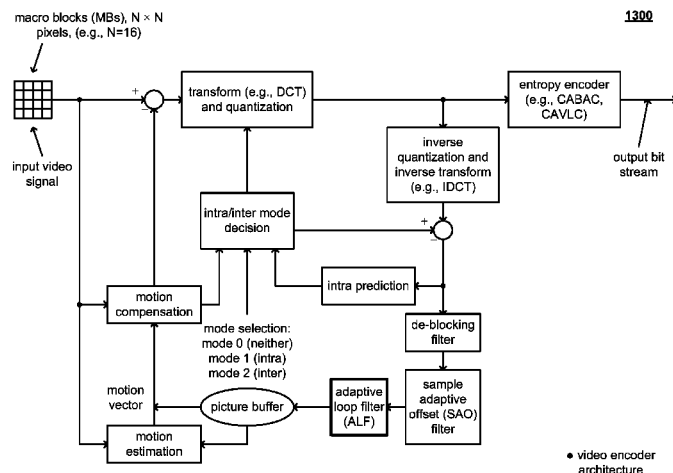 macro blocks (MBs), N × N
pixels, (e.g., N=16)
1300
+
−
transform (e.g., DCT)
and quantization
entropy encoder
(e.g., CABAC,
CAVLC)
input video
signal
inverse
quantization and
inverse transform
(e.g., IDCT)
output bit
stream
intra/inter mode
decision
+
−
motion
compensation
intra prediction
mode selection:
mode 0 (neither)
mode 1 (intra)
mode 2 (inter)
de-blocking
filter
motion
vector
picture buffer
adaptive
loop filter
(ALF)
sample
adaptive
offset (SAO)
filter
motion
estimation
● video encoder
architecture